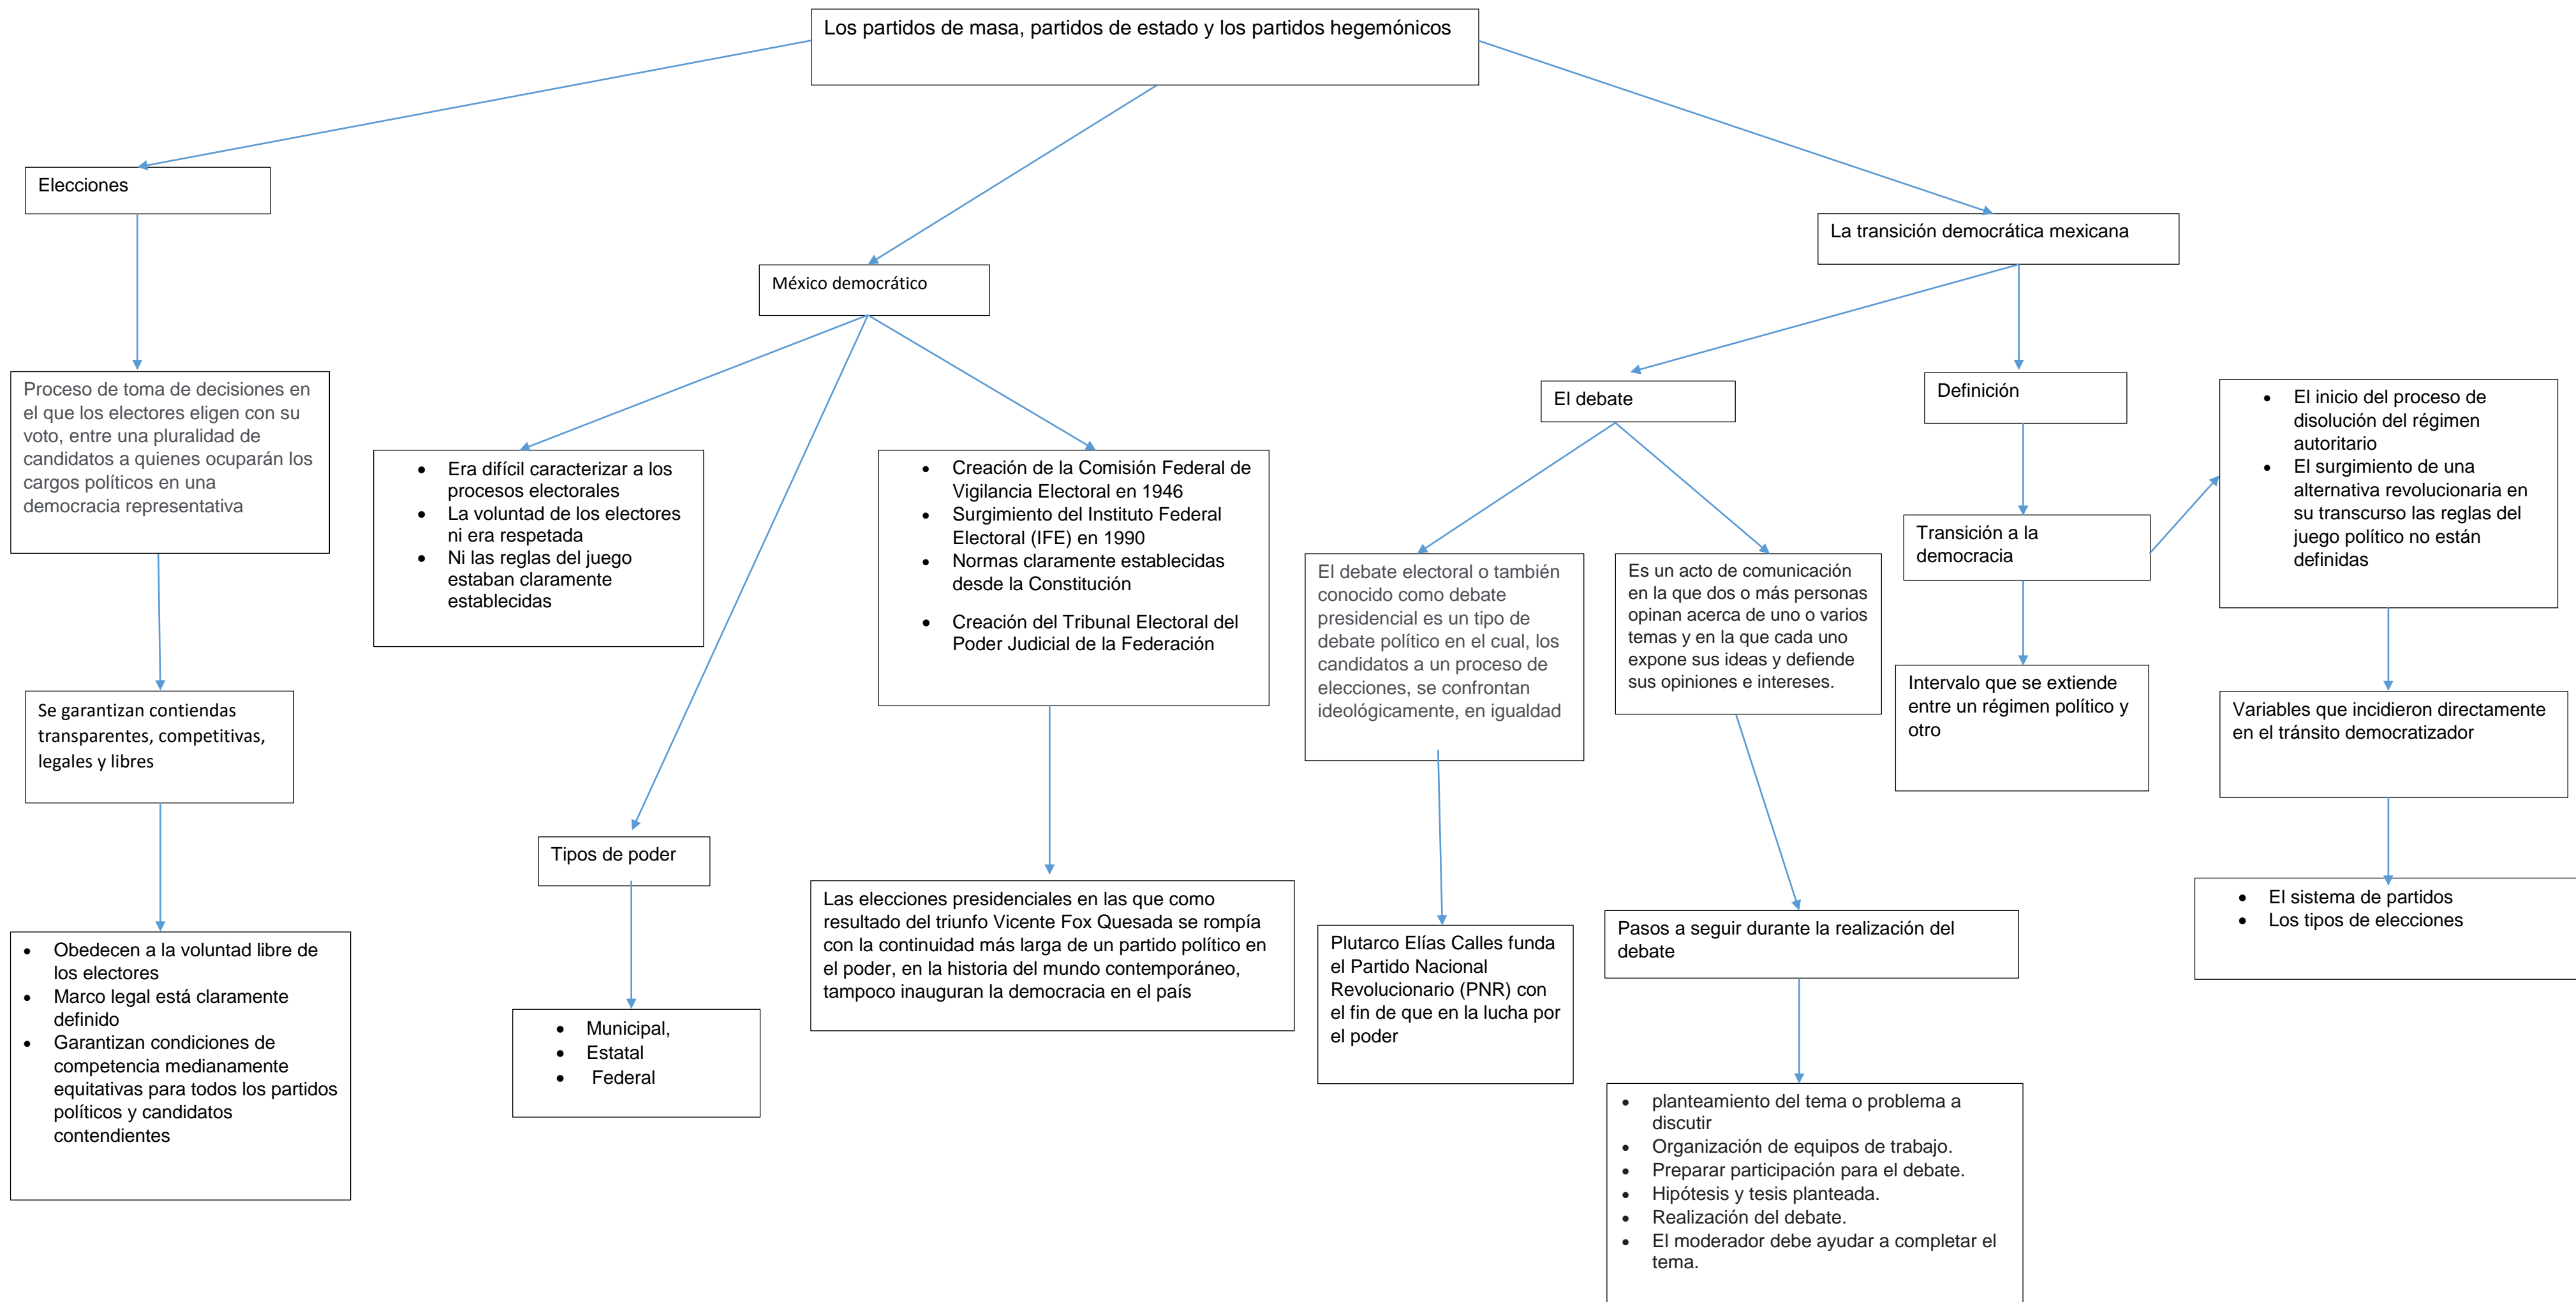 Los partidos de masa, partidos de estado y los partidos hegemónicos
Elecciones
La transición democrática mexicana
México democrático
Proceso de toma de decisiones en
el que los electores eligen con su
voto, entre una pluralidad de
candidatos a quienes ocuparán los
cargos políticos en una
democracia representativa
El debate
Definición
• El inicio del proceso de
disolución del régimen
autoritario
• El surgimiento de una
alternativa revolucionaria en
su transcurso las reglas del
juego político no están
definidas
• Era difícil caracterizar a los
procesos electorales
• La voluntad de los electores
ni era respetada
• Ni las reglas del juego
estaban claramente
establecidas
• Creación de la Comisión Federal de
Vigilancia Electoral en 1946
• Surgimiento del Instituto Federal
Electoral (IFE) en 1990
• Normas claramente establecidas
desde la Constitución
• Creación del Tribunal Electoral del
Poder Judicial de la Federación
El debate electoral o también
conocido como debate
presidencial es un tipo de
debate político en el cual, los
candidatos a un proceso de
elecciones, se confrontan
ideológicamente, en igualdad
Es un acto de comunicación
en la que dos o más personas
opinan acerca de uno o varios
temas y en la que cada uno
expone sus ideas y defiende
sus opiniones e intereses.
Transición a la
democracia
Intervalo que se extiende
entre un régimen político y
otro
Se garantizan contiendas
transparentes, competitivas,
legales y libres
Variables que incidieron directamente
en el tránsito democratizador
Tipos de poder
Las elecciones presidenciales en las que como
resultado del triunfo Vicente Fox Quesada se rompía
con la continuidad más larga de un partido político en
el poder, en la historia del mundo contemporáneo,
tampoco inauguran la democracia en el país
• El sistema de partidos
• Los tipos de elecciones
Plutarco Elías Calles funda
el Partido Nacional
Revolucionario (PNR) con
el fin de que en la lucha por
el poder
Pasos a seguir durante la realización del
debate
• Obedecen a la voluntad libre de
los electores
• Marco legal está claramente
definido
• Garantizan condiciones de
competencia medianamente
equitativas para todos los partidos
políticos y candidatos
contendientes
• Municipal,
• Estatal
• Federal
• planteamiento del tema o problema a
discutir
• Organización de equipos de trabajo.
• Preparar participación para el debate.
• Hipótesis y tesis planteada.
• Realización del debate.
• El moderador debe ayudar a completar el
tema.